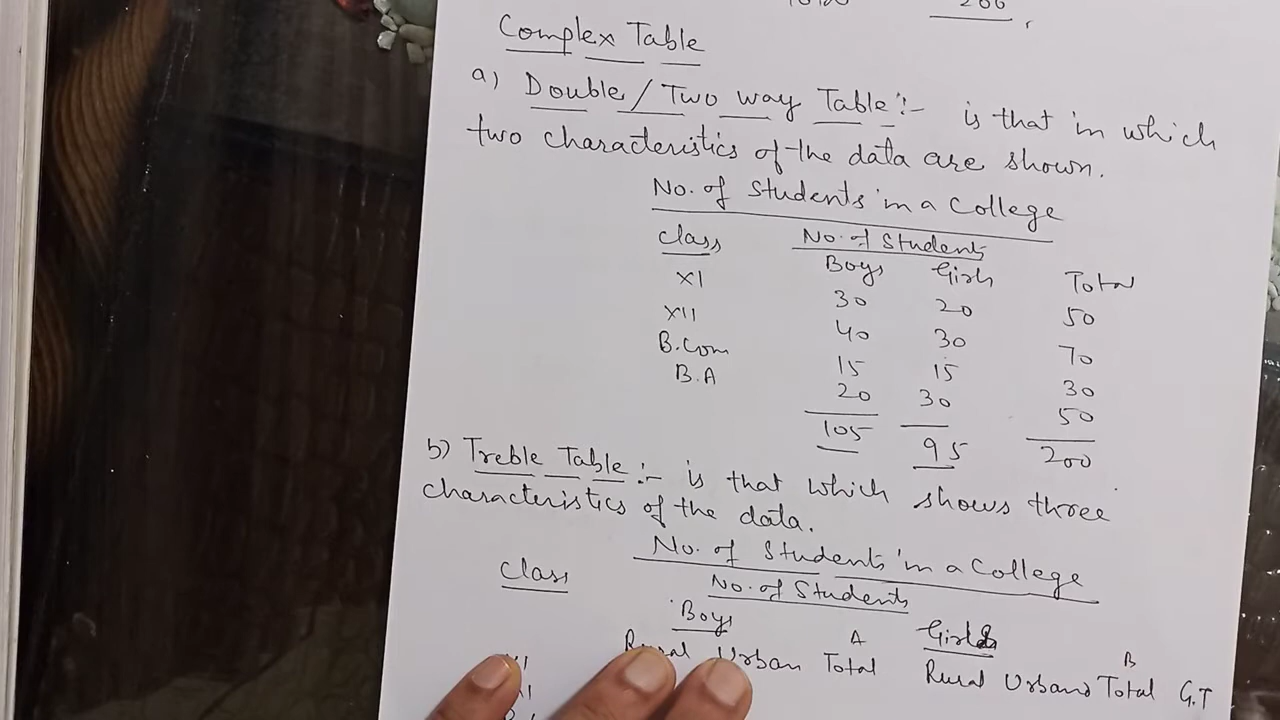 Total 200
Complex Table
a) Double/Two way Table:- is that in which
two characteristics of the data are shown.
No. of Students in a College
Class No. of Students
Boys Girls Total
XI 30 20 50
XII 40 30 70
B.Com 15 15 30
B.A 20 30 50
105 95 200
b) Treble Table:- is that which shows three
characteristics of the data.
No. of Students in a College
Class No. of Students
Boys A Girls B
Rural Urban Total Rural Urban Total G.T